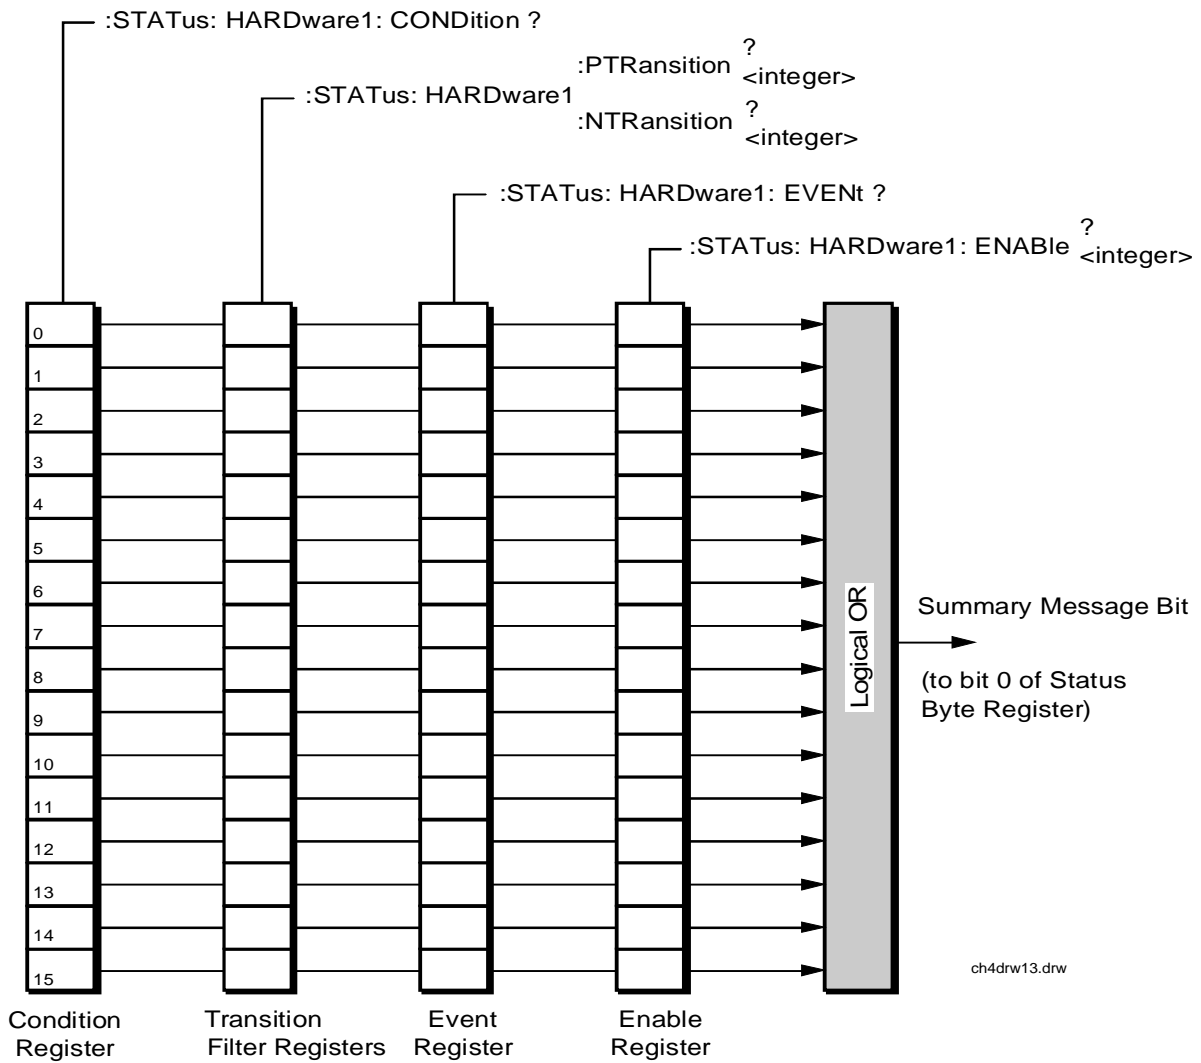 :STATus: HARDware1: CONDition ?
?
:PTRansition <integer>
:STATus: HARDware1
?
:NTRansition <integer>
:STATus: HARDware1: EVENt ?
?
:STATus: HARDware1: ENABle <integer>
0
1
2
3
4
5
6
7
8
9
10
11
12
13
14
15
Logical OR
Summary Message Bit
(to bit 0 of Status
Byte Register)
ch4drw13.drw
Condition
Register
Transition
Filter Registers
Event
Register
Enable
Register